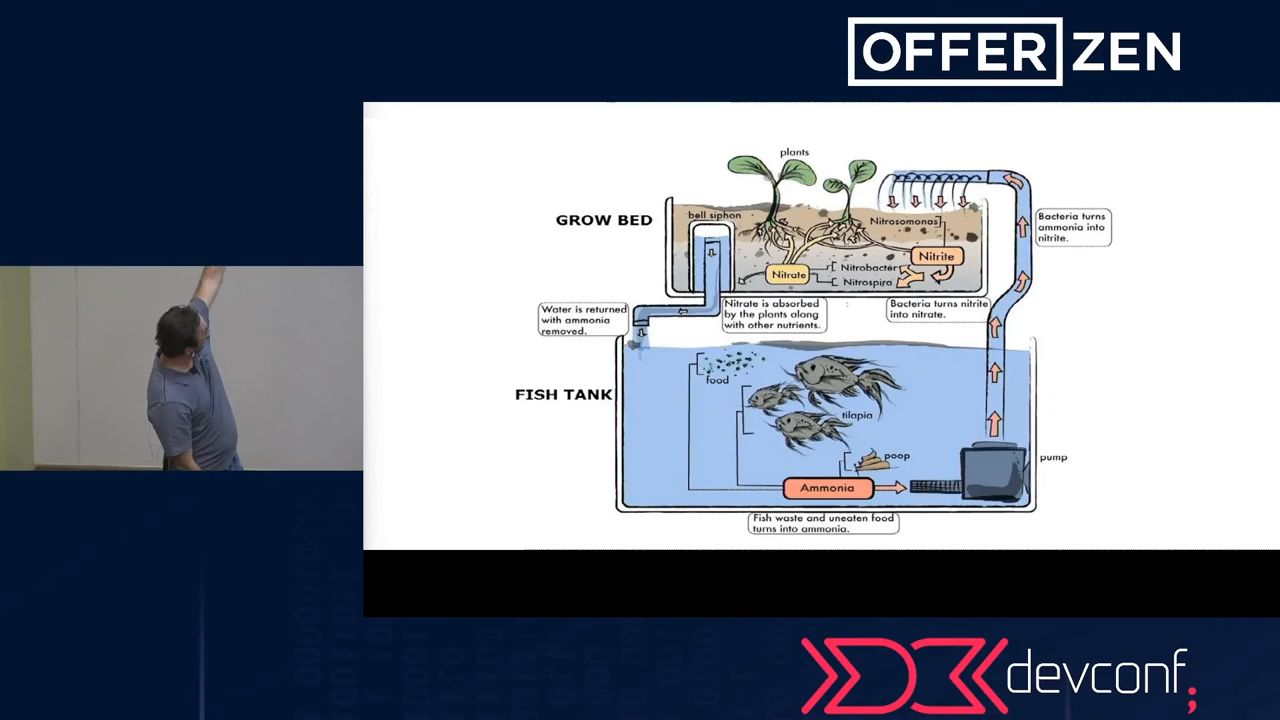 OFFERZEN
plants
GROW BED
bell siphon
Nitrosomonas
Nitrite
Nitrate
Nitrobacter
Nitrospira
Bacteria turns
ammonia into
nitrite.
Water is returned
with ammonia
removed.
Nitrate is absorbed
by the plants along
with other nutrients.
Bacteria turns nitrite
into nitrate.
FISH TANK
food
tilapia
poop
pump
Ammonia
Fish waste and uneaten food
turns into ammonia.
devconf;